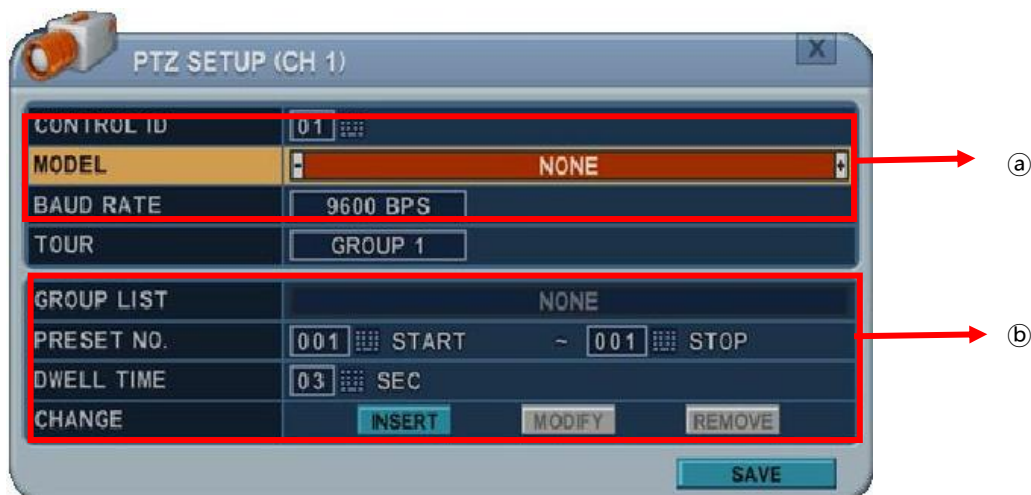 PTZ SETUP (CH 1) X
CONTROL ID 01
MODEL - NONE +
ⓐ
BAUD RATE 9600 BPS
TOUR GROUP 1
GROUP LIST NONE
PRESET NO. 001 START ~ 001 STOP
ⓑ
DWELL TIME 03 SEC
CHANGE INSERT MODIFY REMOVE
SAVE